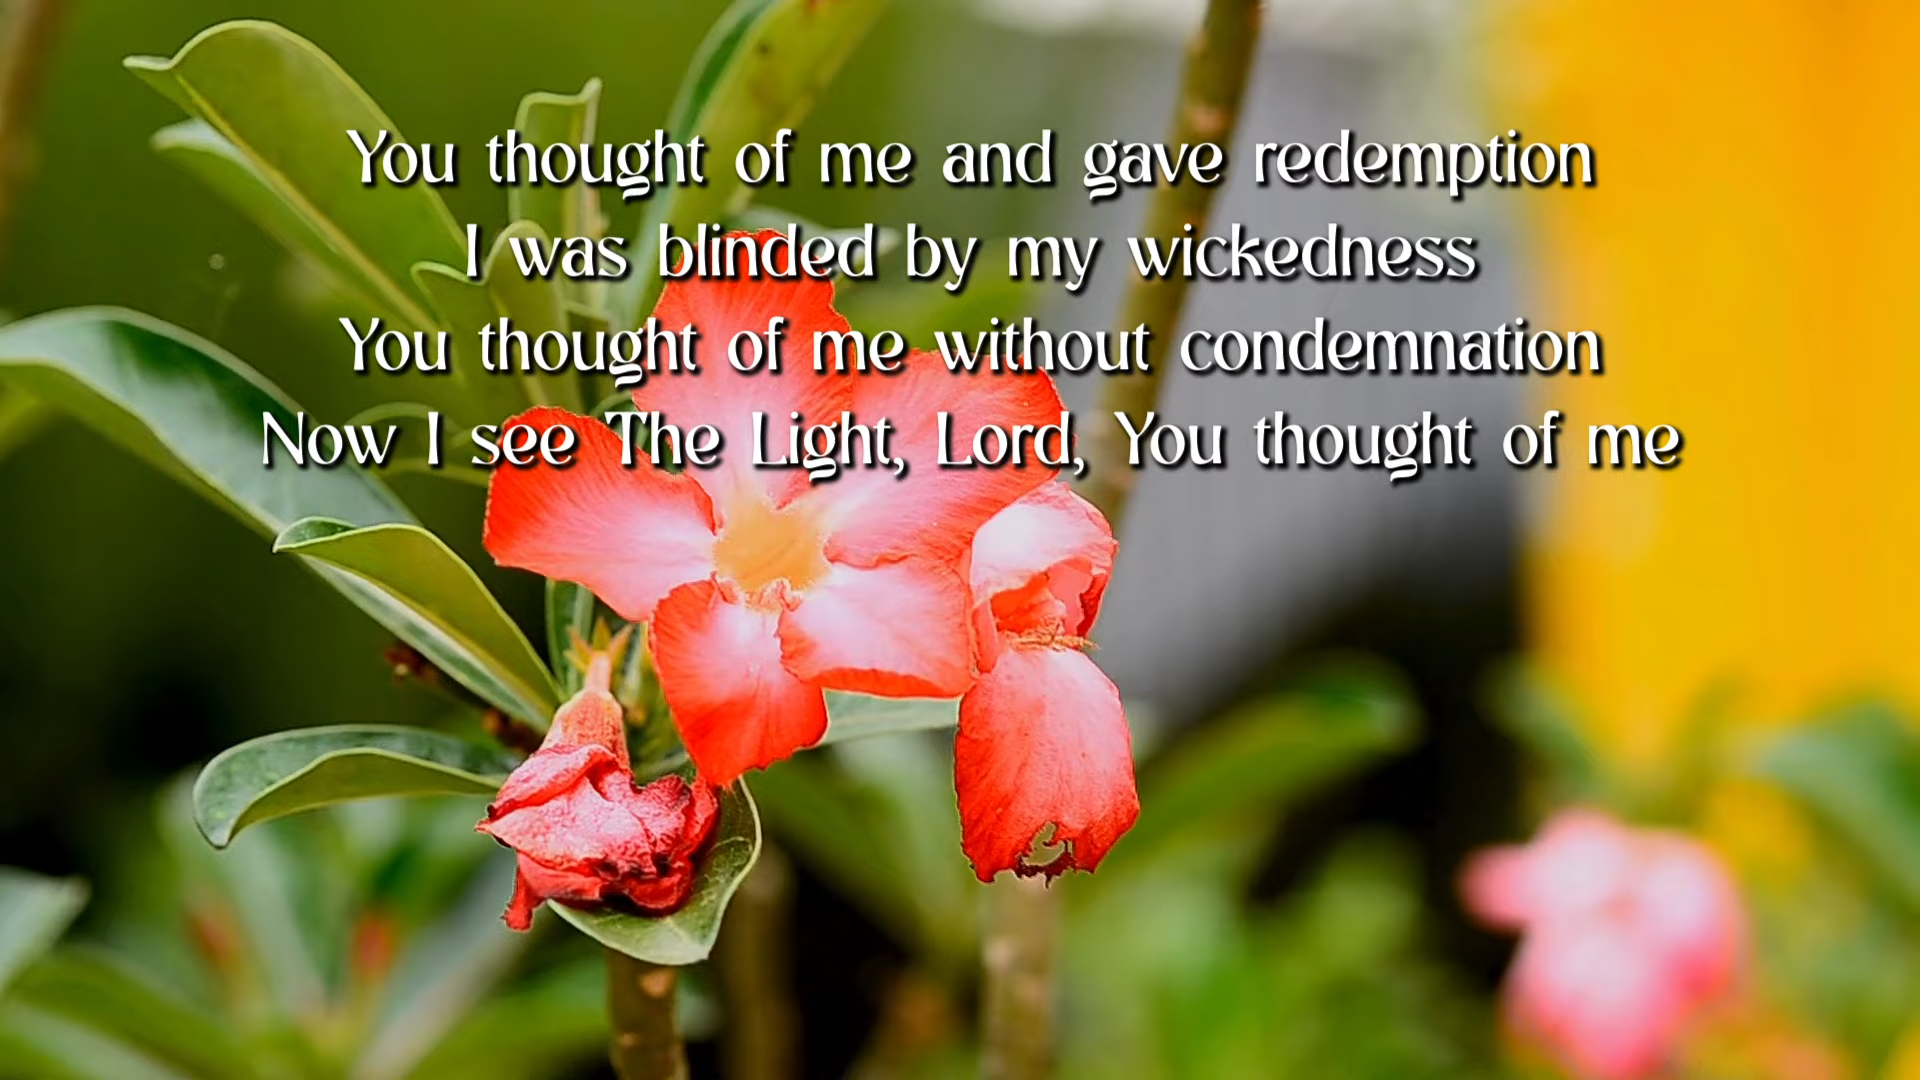 You thought of me and gave redemption
I was blinded by my wickedness
You thought of me without condemnation
Now I see The Light, Lord, You thought of me